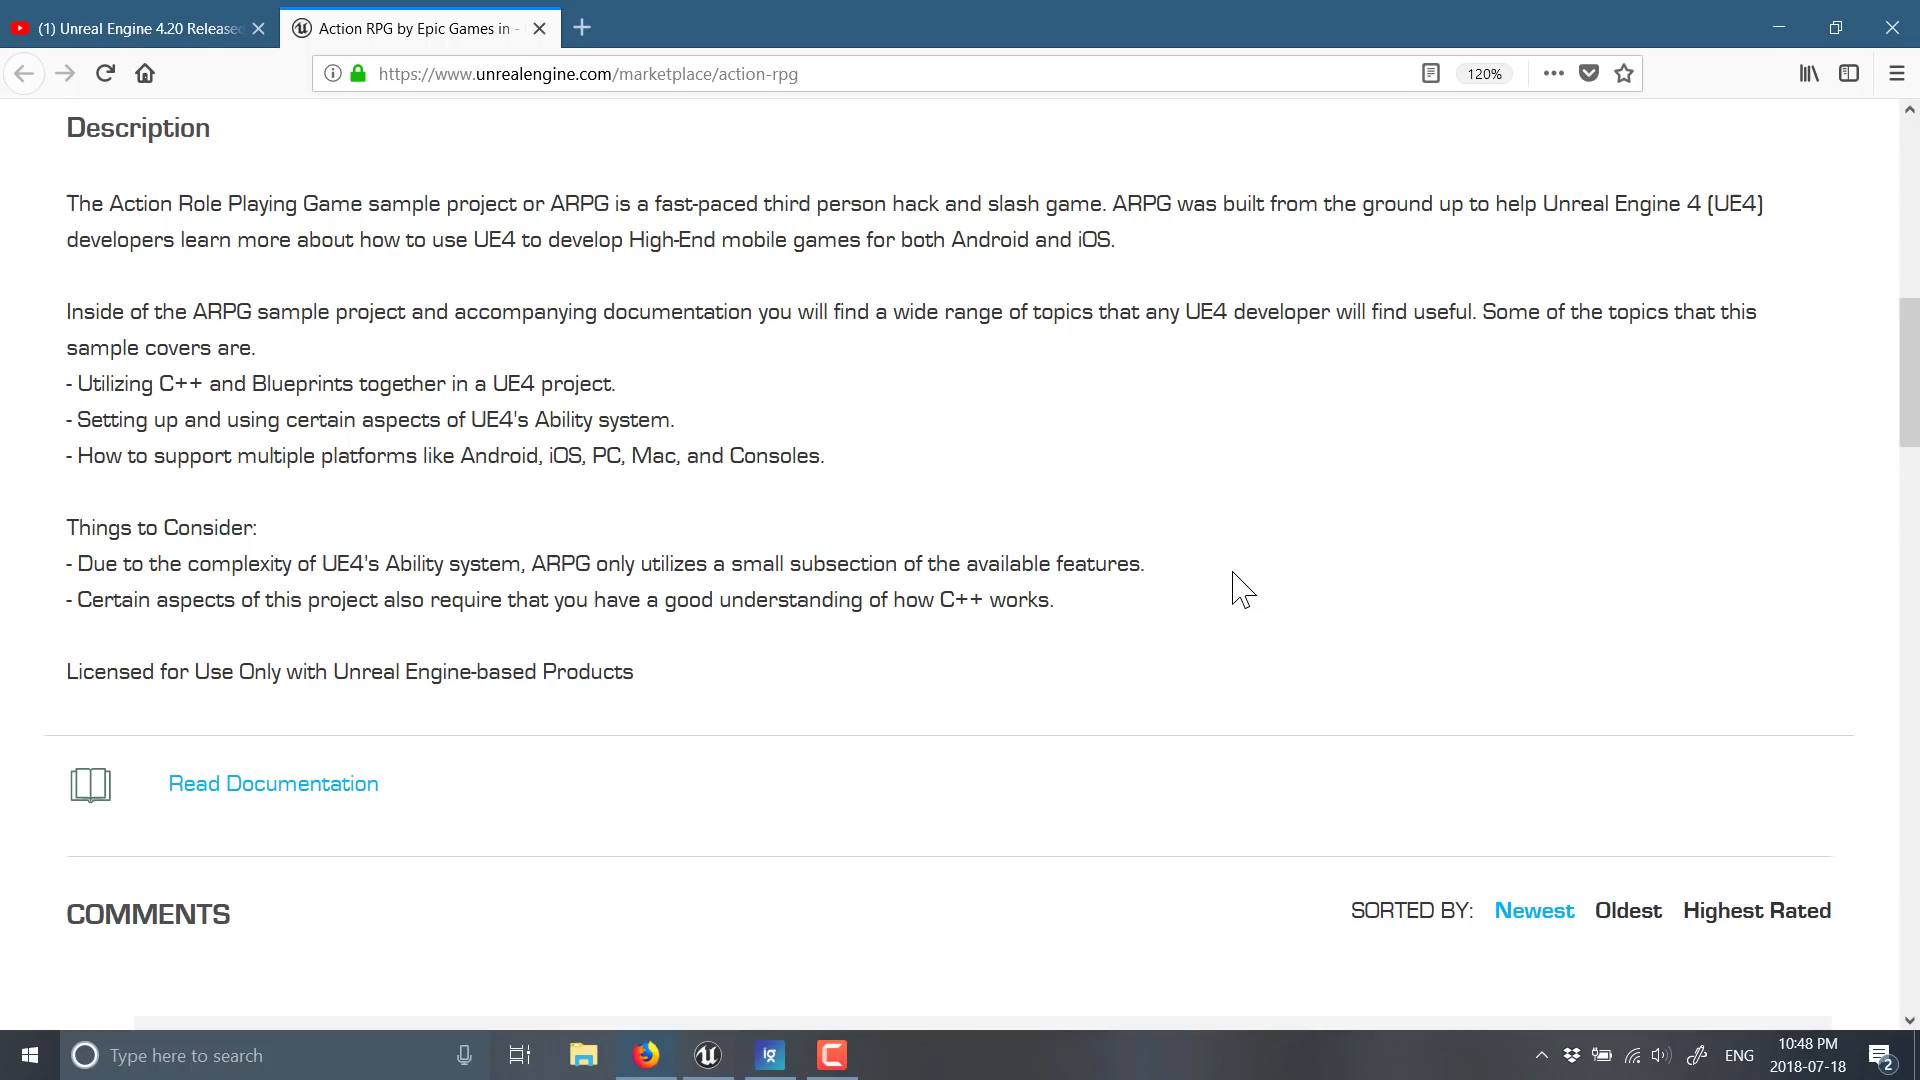 (1) Unreal Engine 4.20 Released
Action RPG by Epic Games in -
https://www.unrealengine.com/marketplace/action-rpg
120%
Description
The Action Role Playing Game sample project or ARPG is a fast-paced third person hack and slash game. ARPG was built from the ground up to help Unreal Engine 4 (UE4)
developers learn more about how to use UE4 to develop High-End mobile games for both Android and iOS.
Inside of the ARPG sample project and accompanying documentation you will find a wide range of topics that any UE4 developer will find useful. Some of the topics that this
sample covers are.
- Utilizing C++ and Blueprints together in a UE4 project.
- Setting up and using certain aspects of UE4's Ability system.
- How to support multiple platforms like Android, iOS, PC, Mac, and Consoles.
Things to Consider:
- Due to the complexity of UE4's Ability system, ARPG only utilizes a small subsection of the available features.
- Certain aspects of this project also require that you have a good understanding of how C++ works.
Licensed for Use Only with Unreal Engine-based Products
Read Documentation
COMMENTS
SORTED BY: Newest Oldest Highest Rated
Type here to search
ig
ENG
10:48 PM
2018-07-18
2